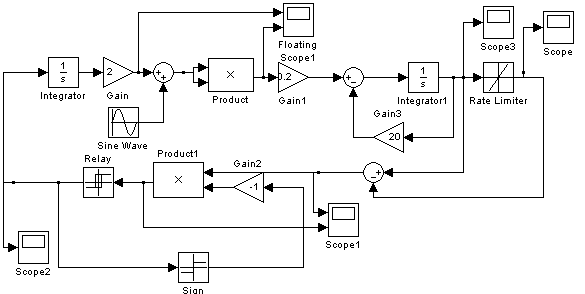 Floating
Scope1
Scope3
Scope
1
s
Integrator
2
Gain
+
+
×
Product
0.2
Gain1
+
−
1
s
Integrator1
Rate Limiter
Sine Wave
Gain3
20
Relay
Product1
×
Gain2
-1
− +
Scope1
Scope2
Sign